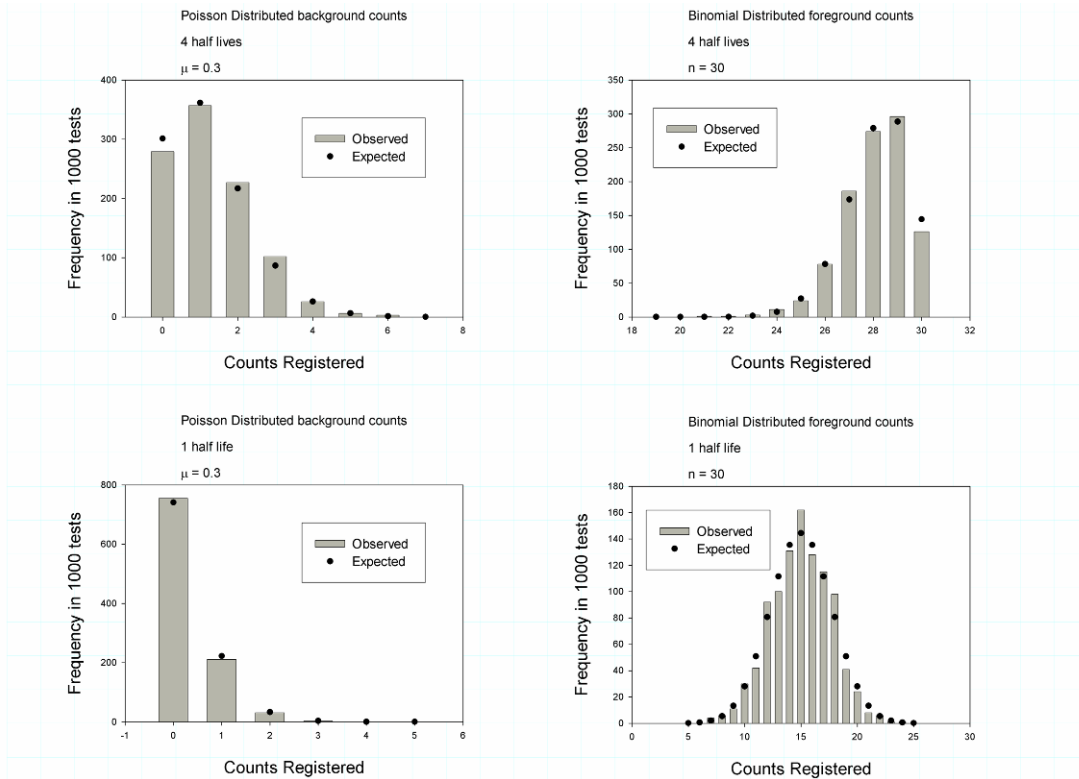 Poisson Distributed background counts
4 half lives
μ = 0.3
400
300
200
100
0
Frequency in 1000 tests
Observed
Expected
0 2 4 6 8
Counts Registered
Binomial Distributed foreground counts
4 half lives
n = 30
350
300
250
200
150
100
50
0
Frequency in 1000 tests
Observed
Expected
18 20 22 24 26 28 30 32
Counts Registered
Poisson Distributed background counts
1 half life
μ = 0.3
800
600
400
200
0
Frequency in 1000 tests
Observed
Expected
-1 0 1 2 3 4 5 6
Counts Registered
Binomial Distributed foreground counts
1 half life
n = 30
180
160
140
120
100
80
60
40
20
0
Frequency in 1000 tests
Observed
Expected
0 5 10 15 20 25 30
Counts Registered